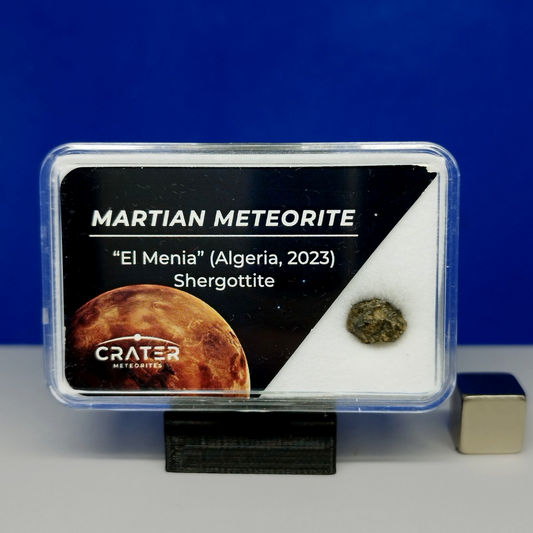 MARTIAN METEORITE
“El Menia” (Algeria, 2023)
Shergottite
CRATER
METEORITES